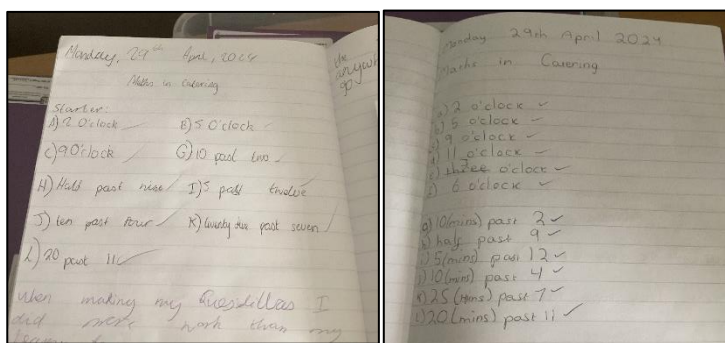 Monday, 29th April, 2024
Maths in Catering
Starter:
A) 2 O'clock B) 5 O'clock
C) 9 O'clock G) 10 past two
H) Half past nine I) 5 past twelve
J) ten past four K) twenty five past seven
L) 20 past 11
when making my Quesidillas I
did more work than my
the
go
Monday 29th April 2024
Maths in Catering
a) 2 o'clock
5 o'clock
9 o'clock
11 o'clock
three o'clock
6 o'clock
g) 10 (mins) past 2
h) half past 9
i) 5 (mins) past 12
j) 10 (mins) past 4
k) 25 (mins) past 7
l) 20 (mins) past 11